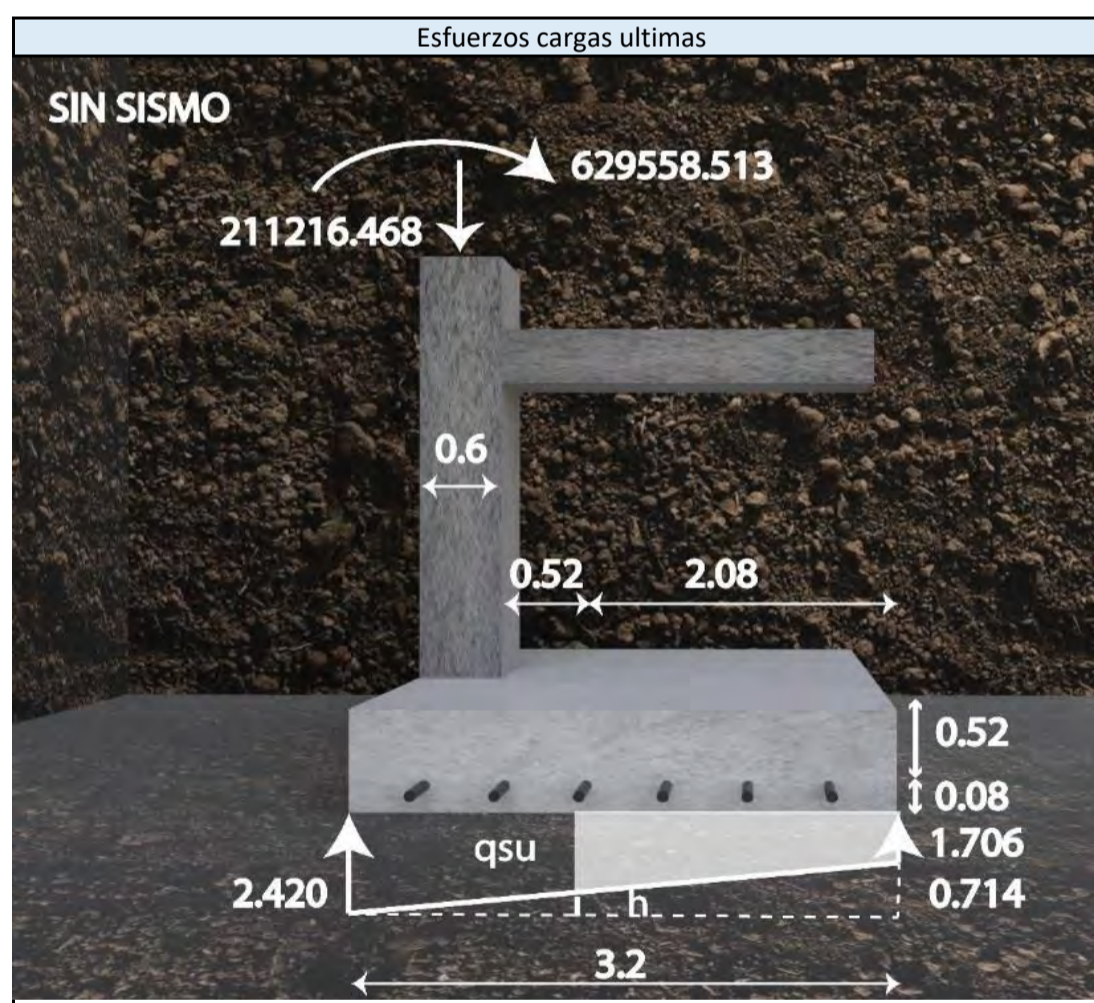 Esfuerzos cargas ultimas
SIN SISMO
629558.513
211216.468
0.6
0.52 2.08
0.52
0.08
qsu
1.706
2.420
h
0.714
3.2